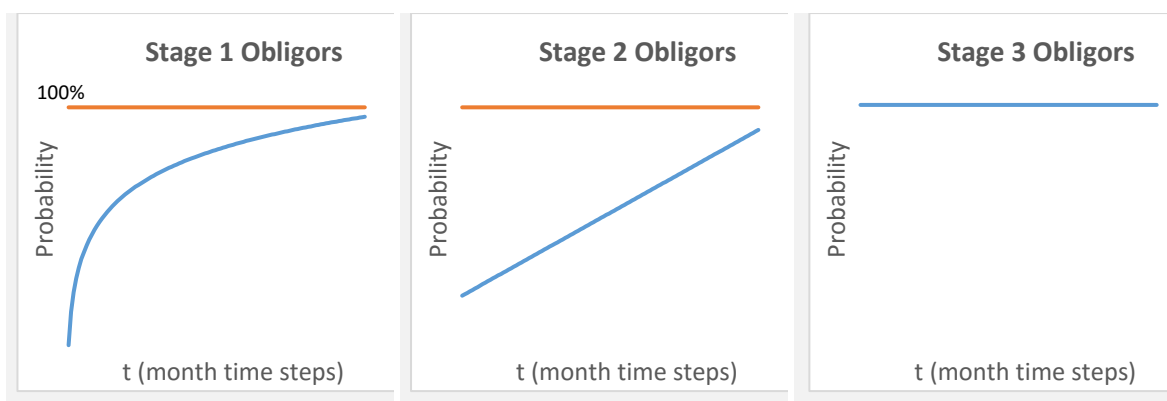 Stage 1 Obligors
100%
Probability
t (month time steps)
Stage 2 Obligors
Probability
t (month time steps)
Stage 3 Obligors
Probability
t (month time steps)